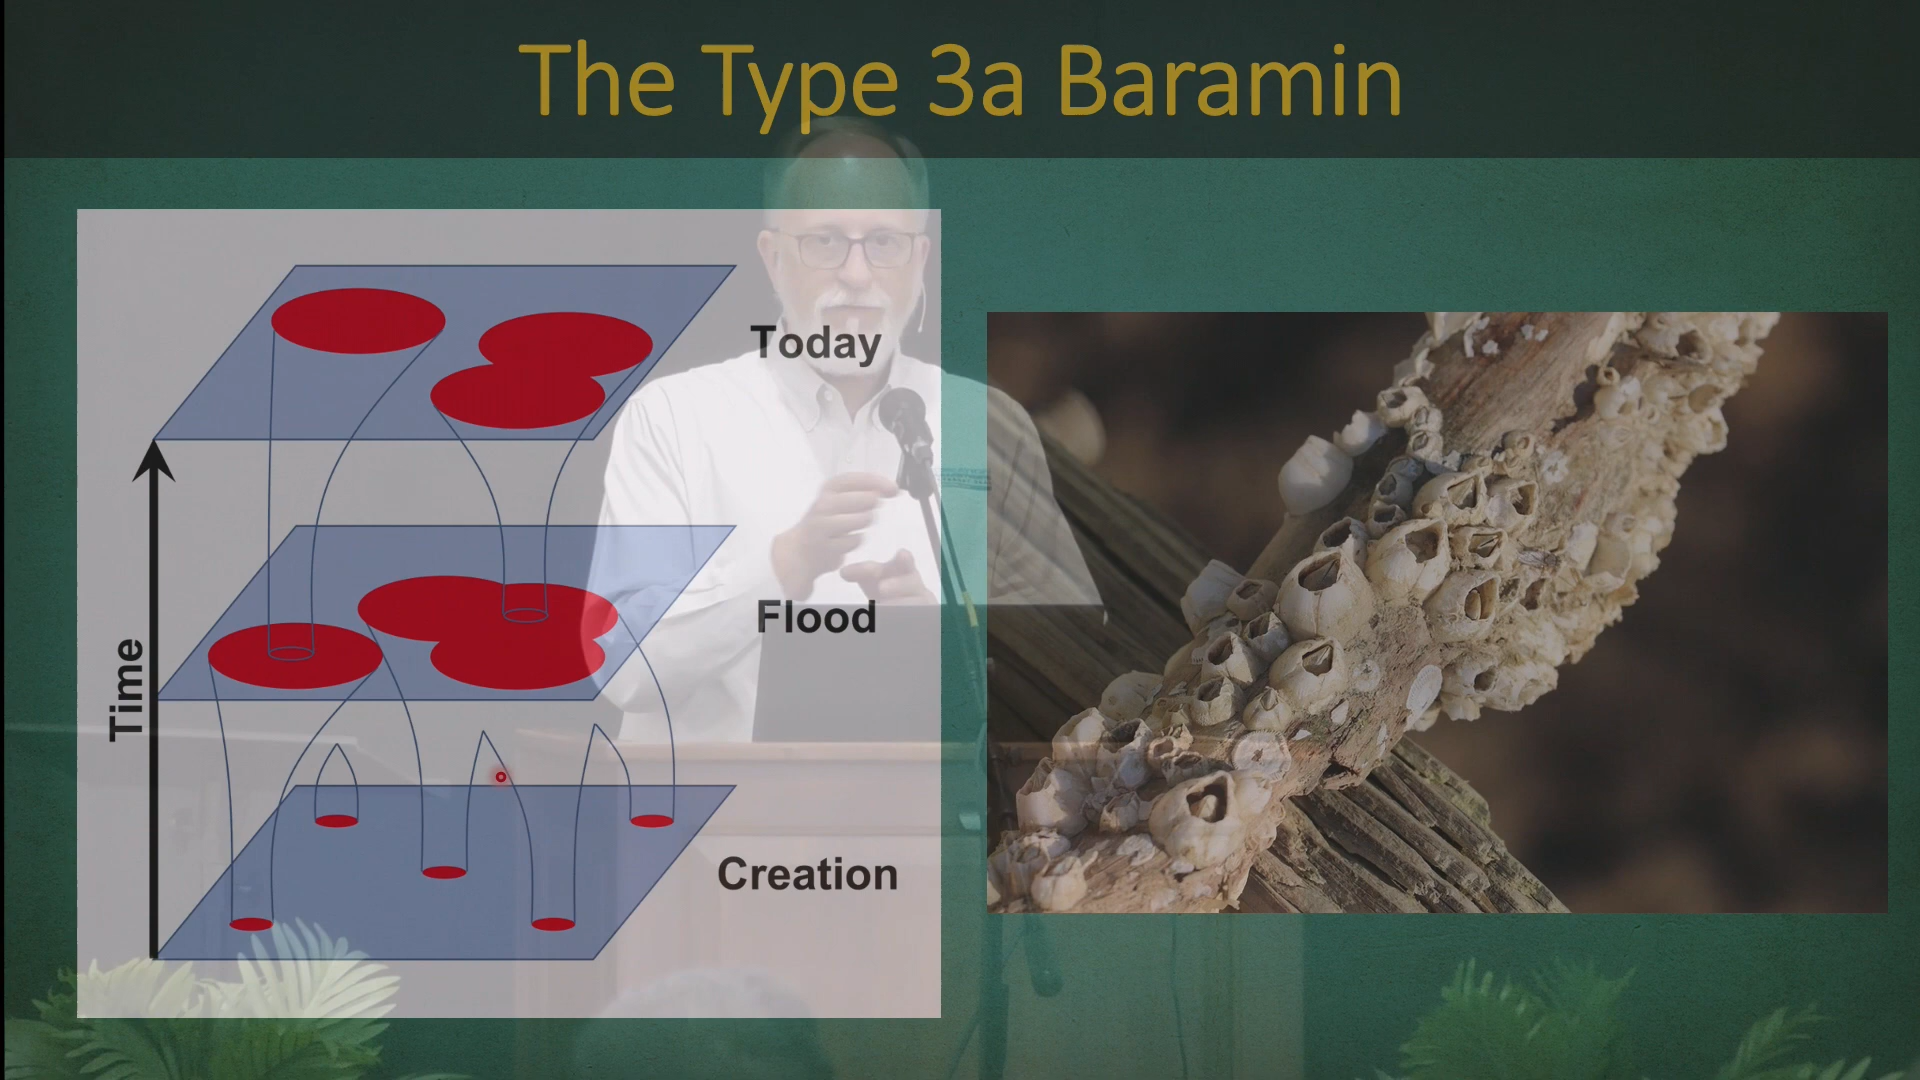 The Type 3a Baramin
Today
Flood
Time
Creation